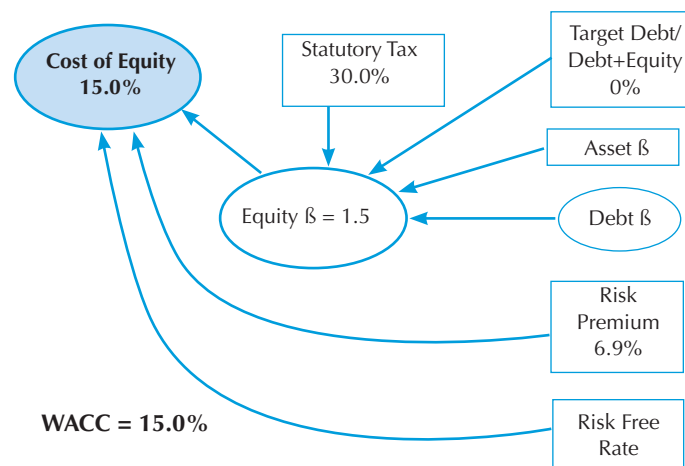 Cost of Equity
15.0%
Statutory Tax
30.0%
Target Debt/
Debt+Equity
0%
Asset ß
Equity ß = 1.5
Debt ß
Risk
Premium
6.9%
WACC = 15.0%
Risk Free
Rate